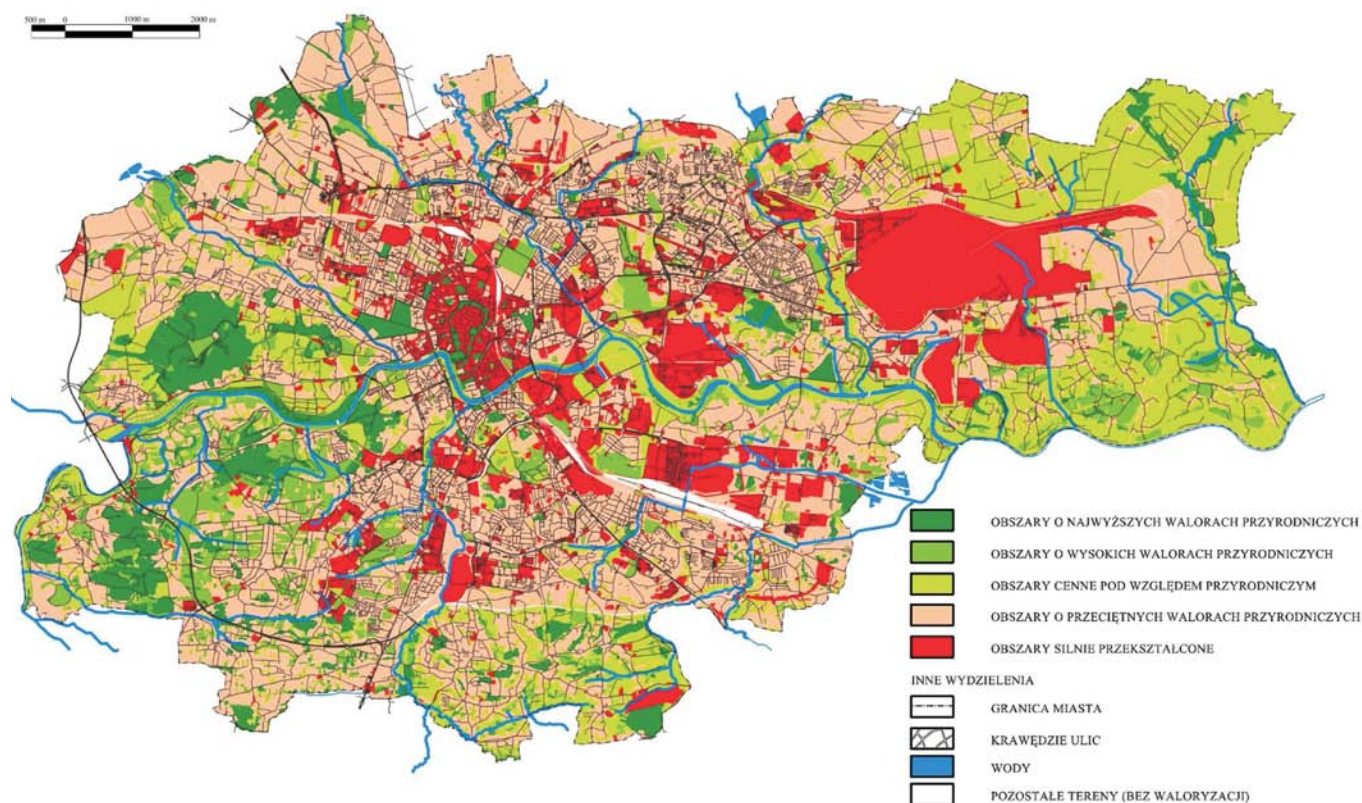 500 m 0 1000 m 2000 m
OBSZARY O NAJWYŻSZYCH WALORACH PRZYRODNICZYCH
OBSZARY O WYSOKICH WALORACH PRZYRODNICZYCH
OBSZARY CENNE POD WZGLĘDEM PRZYRODNICZYM
OBSZARY O PRZECIĘTNYCH WALORACH PRZYRODNICZYCH
OBSZARY SILNIE PRZEKSZTAŁCONE
INNE WYDZIELENIA
GRANICA MIASTA
KRAWĘDZIE ULIC
WODY
POZOSTAŁE TERENY (BEZ WALORYZACJI)